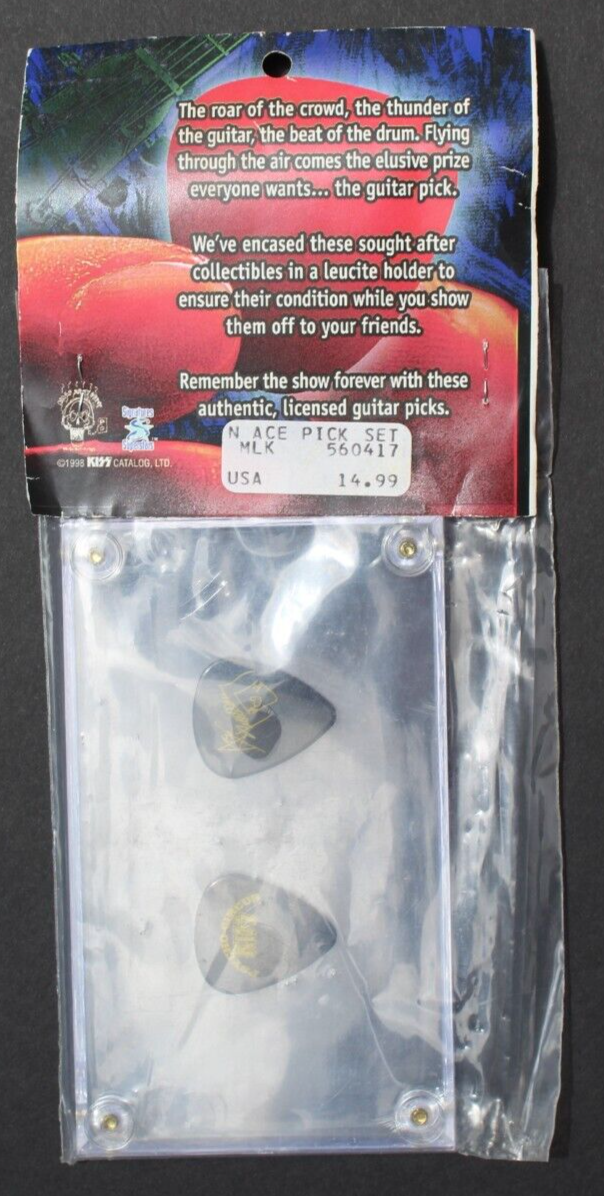 The roar of the crowd, the thunder of
the guitar, the beat of the drum. Flying
through the air comes the elusive prize
everyone wants... the guitar pick.
We've encased these sought after
collectibles in a leucite holder to
ensure their condition while you show
them off to your friends.
Remember the show forever with these
authentic, licensed guitar picks.
©1998 KISS CATALOG, LTD.
N ACE PICK SET
MLK 560417
USA 14.99